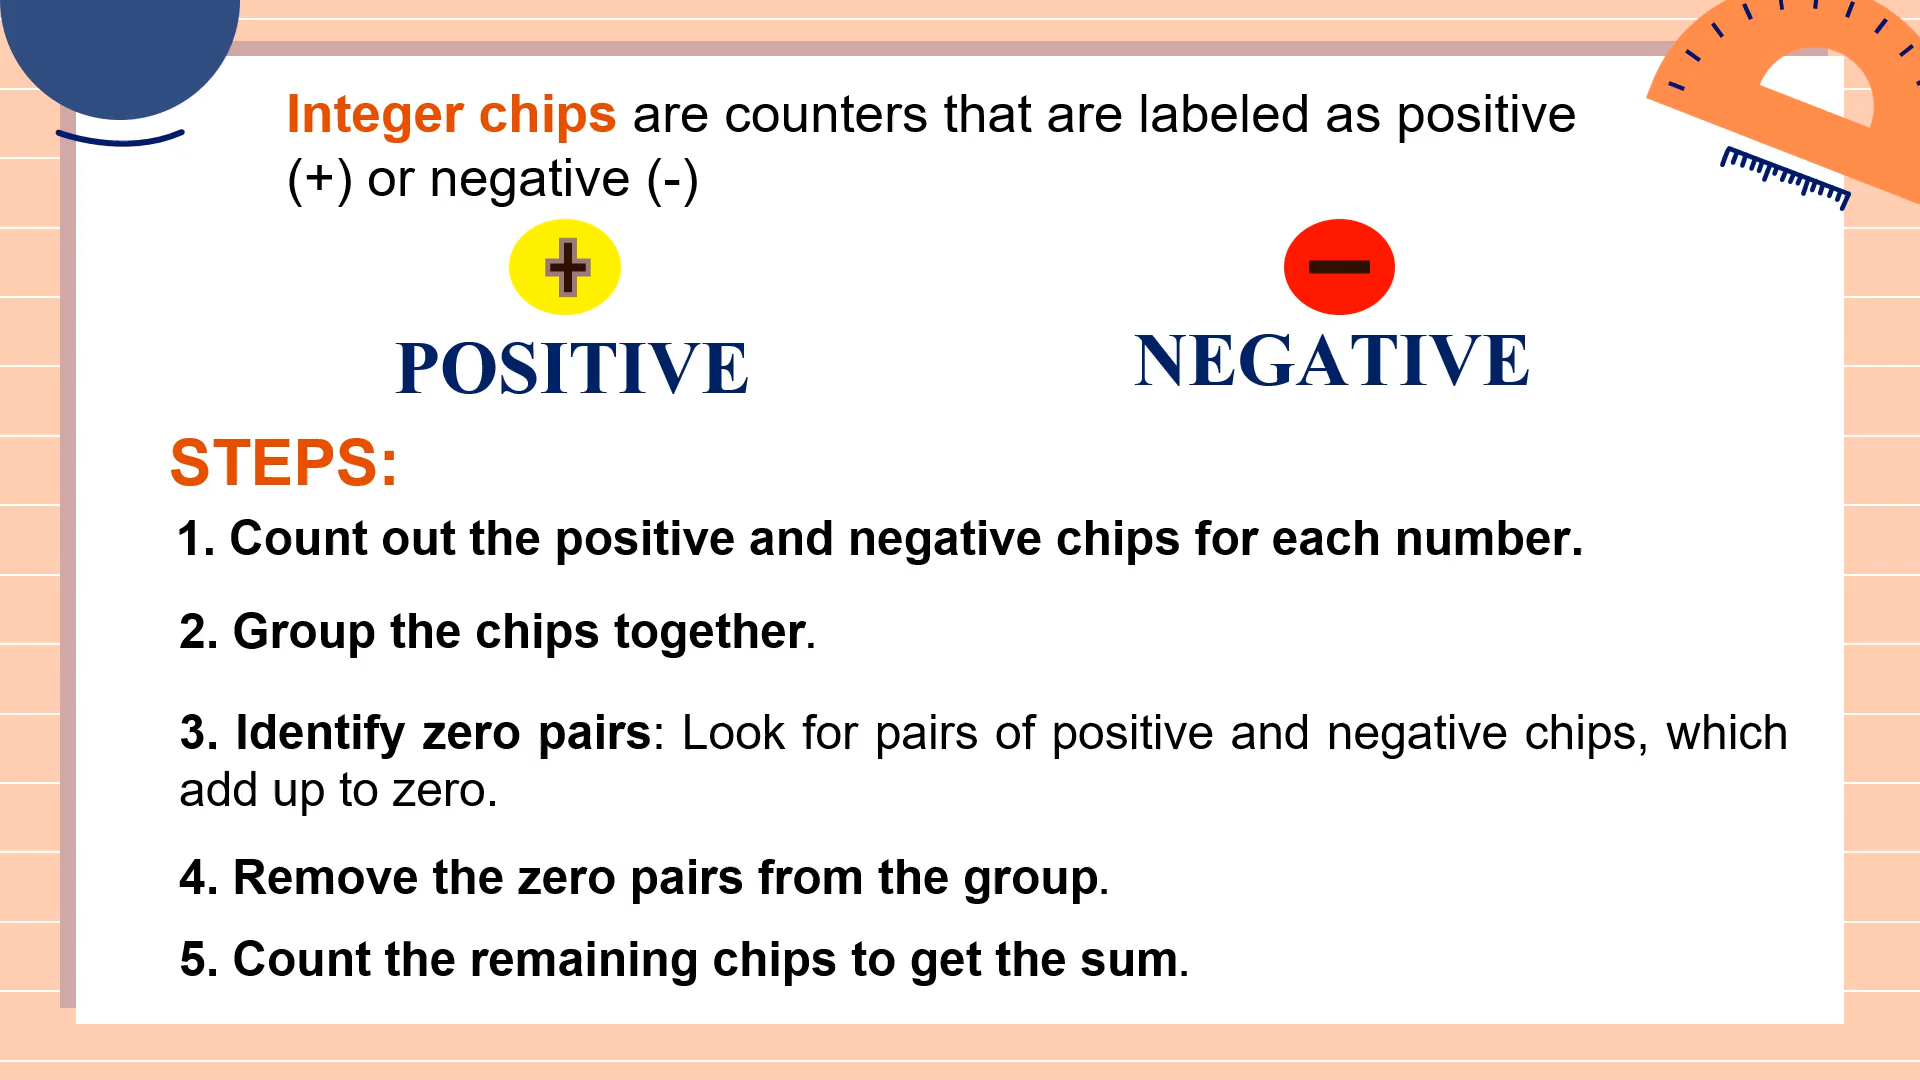 Integer chips are counters that are labeled as positive
(+) or negative (-)
+
−
POSITIVE
NEGATIVE
STEPS:
1. Count out the positive and negative chips for each number.
2. Group the chips together.
3. Identify zero pairs: Look for pairs of positive and negative chips, which
add up to zero.
4. Remove the zero pairs from the group.
5. Count the remaining chips to get the sum.